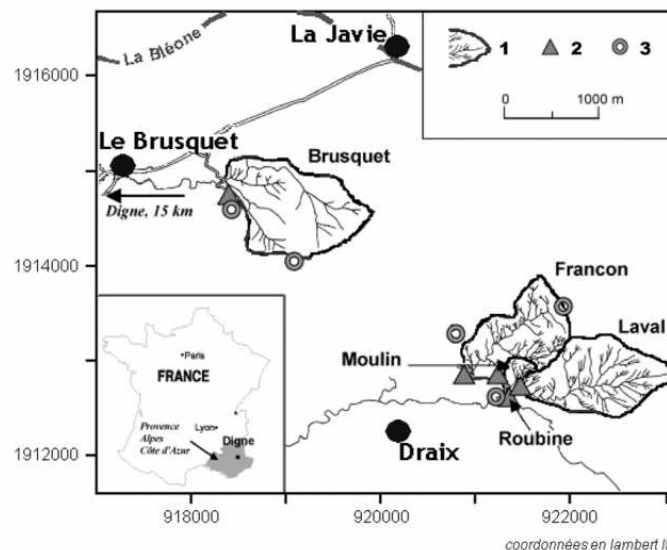 La Javie
La Bléone
1 2 3
0 1000 m
1916000
Le Brusquet
Brusquet
Digne, 15 km
1914000
Francon
Laval
Moulin
Roubine
Draix
Paris
FRANCE
Lyon
Digne
Provence
Alpes
Côte d'Azur
1912000
918000 920000 922000
coordonnées en lambert II